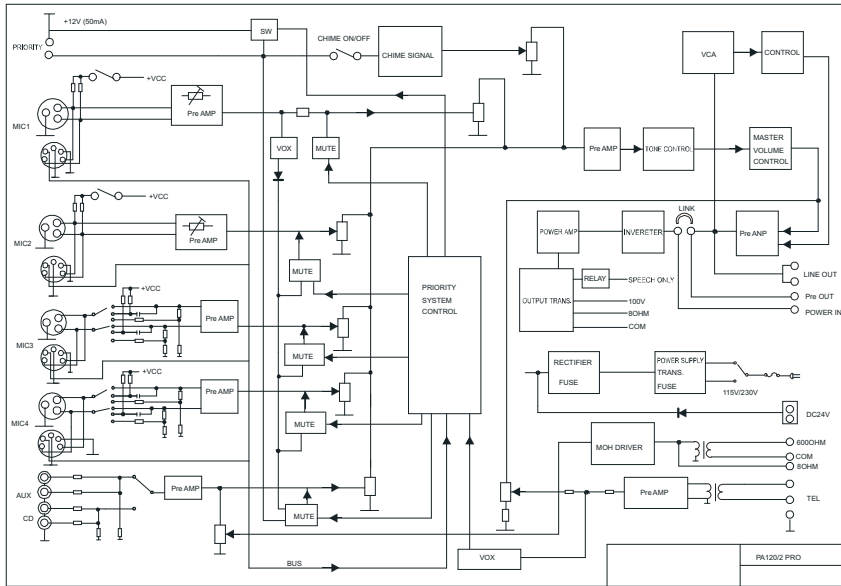 +12V (50mA)
PRIORITY
SW
CHIME ON/OFF
CHIME SIGNAL
VCA
CONTROL
+VCC
MIC1
Pre AMP
VOX
MUTE
Pre AMP
TONE CONTROL
MASTER
VOLUME
CONTROL
+VCC
MIC2
Pre AMP
MUTE
PRIORITY
SYSTEM
CONTROL
LINK
POWER AMP
INVERETER
Pre ANP
LINE OUT
RELAY
SPEECH ONLY
OUTPUT TRANS.
100V
8OHM
COM
Pre OUT
POWER IN
+VCC
MIC3
Pre AMP
MUTE
RECTIFIER
FUSE
POWER SUPPLY
TRANS.
FUSE
115V/230V
+VCC
MIC4
Pre AMP
MUTE
DC24V
MOH DRIVER
600OHM
COM
8OHM
AUX
CD
Pre AMP
MUTE
Pre AMP
TEL
BUS
VOX
PA120/2 PRO